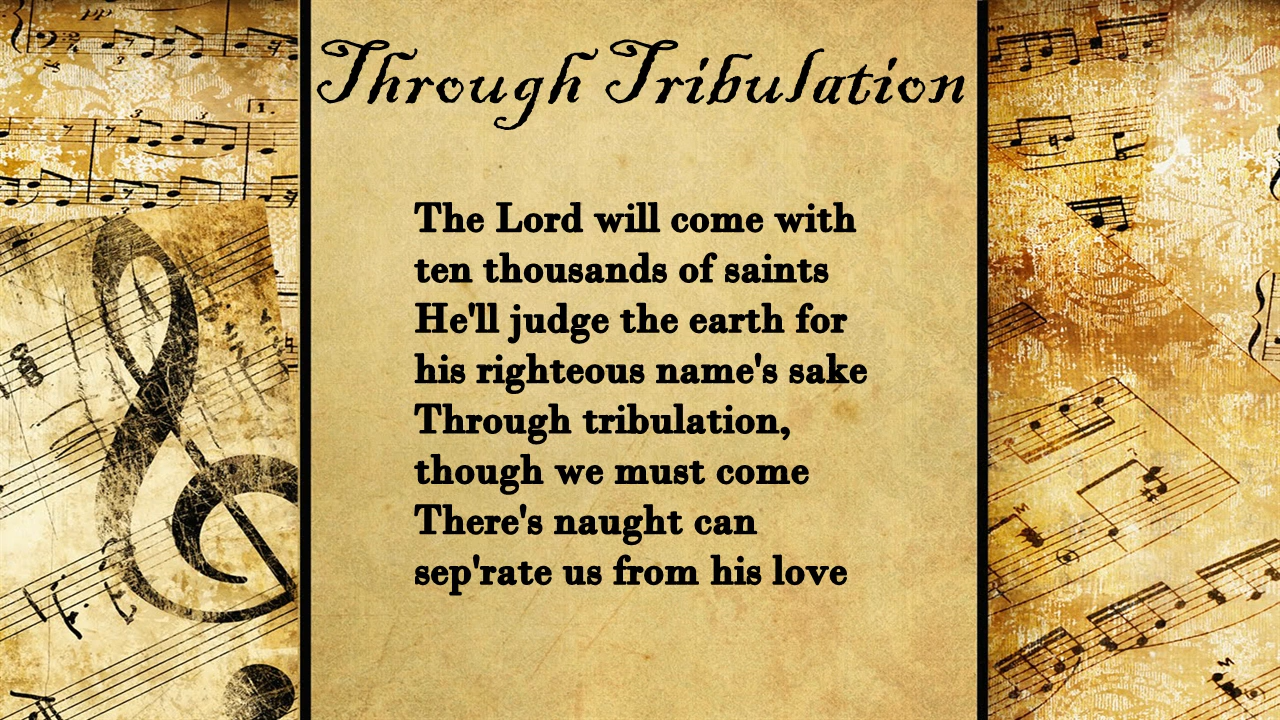 Through Tribulation
The Lord will come with
ten thousands of saints
He'll judge the earth for
his righteous name's sake
Through tribulation,
though we must come
There's naught can
sep'rate us from his love